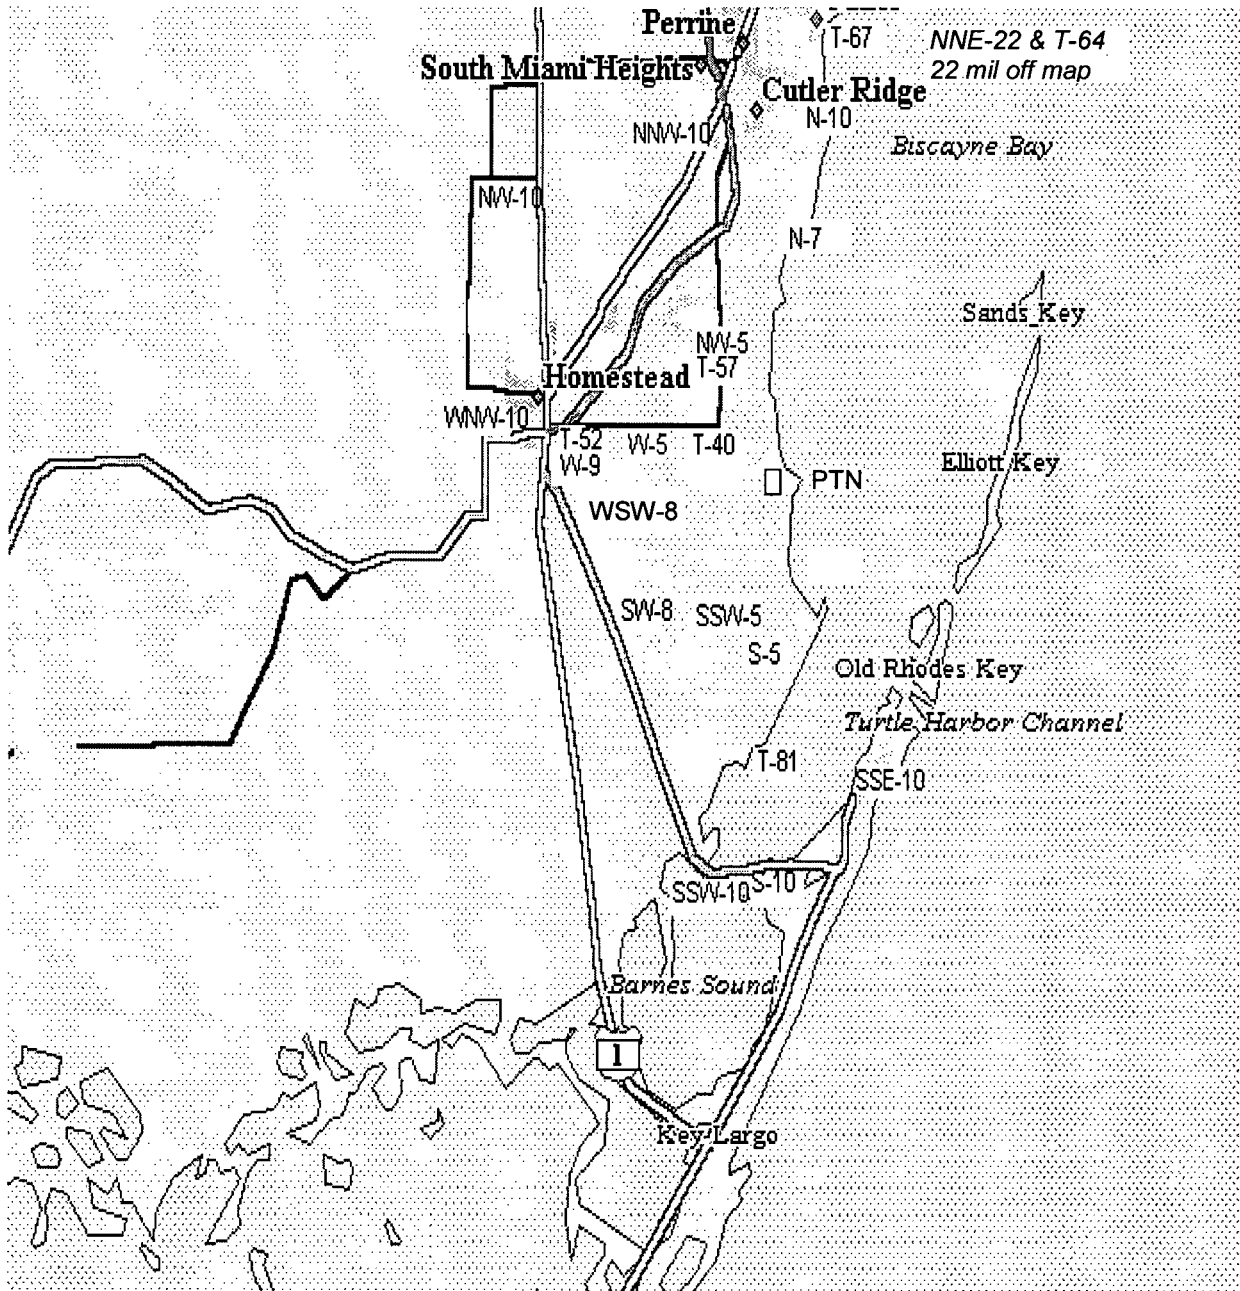 Perrine
T-67
NNE-22 & T-64
22 mil off map
South Miami Heights
Cutler Ridge
N-10
NNW-10
Biscayne Bay
NW-10
N-7
Sands Key
NW-5
T-57
Homestead
WNW-10
T-52
W-5
T-40
W-9
Elliott Key
PTN
WSW-8
SW-8
SSW-5
S-5
Old Rhodes Key
Turtle Harbor Channel
T-81
SSE-10
SSW-10
S-10
Barnes Sound
1
Key Largo